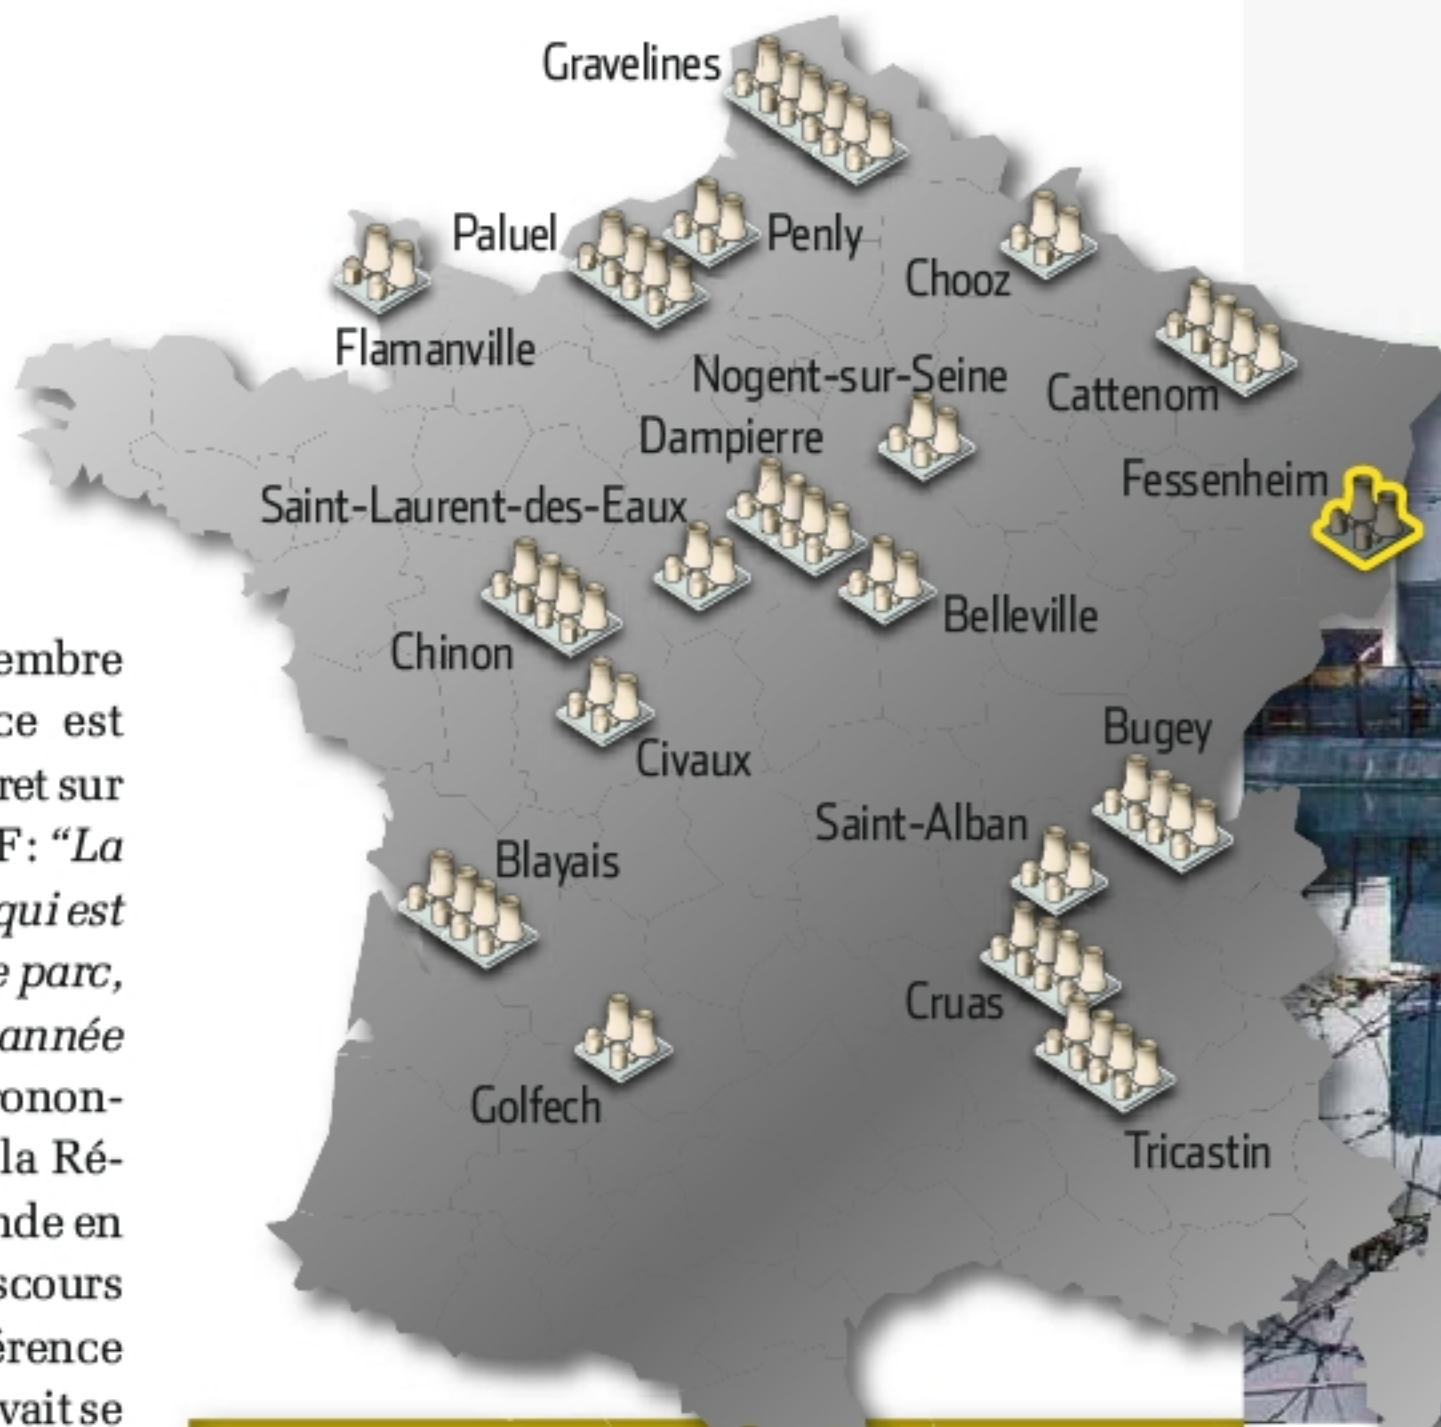 Gravelines
Paluel
Penly
Chooz
Flamanville
Nogent-sur-Seine
Cattenom
Dampierre
Fessenheim
Saint-Laurent-des-Eaux
Belleville
Chinon
Bugey
Civaux
Saint-Alban
Blayais
Cruas
Golfech
Tricastin
embre
ce est
ret sur
F: “La
qui est
e parc,
année
onon-
la Ré-
nde en
scours
érence
vait se